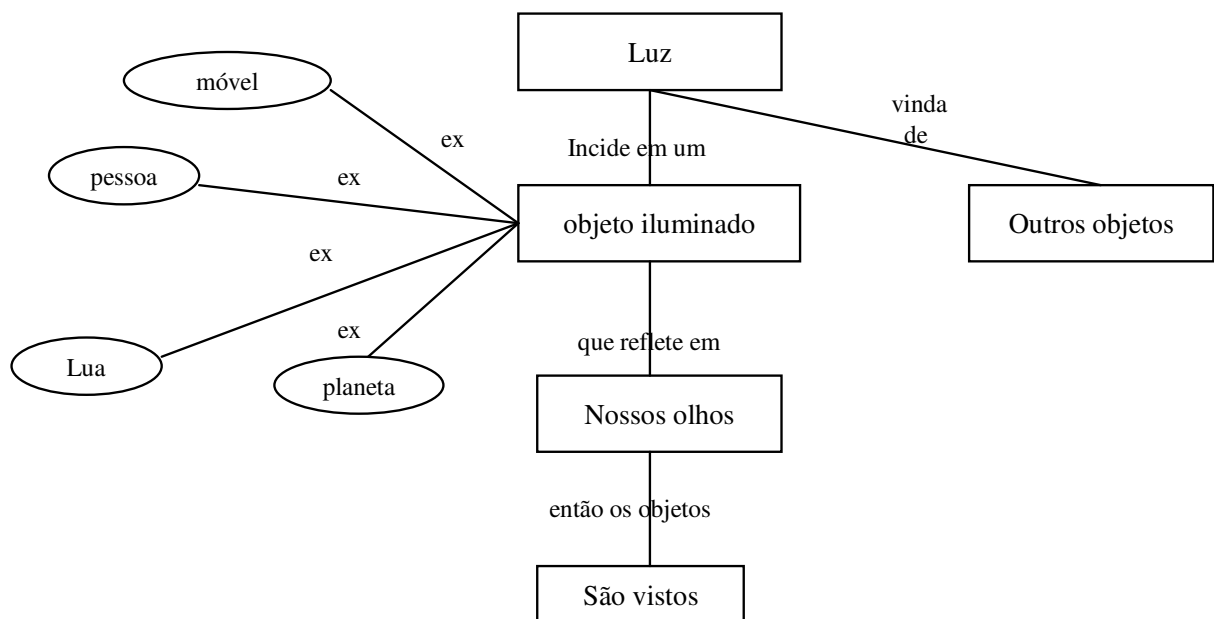 Luz
móvel
vinda
de
ex
Incide em um
pessoa
ex
objeto iluminado
Outros objetos
ex
ex
que reflete em
Lua
planeta
Nossos olhos
então os objetos
São vistos